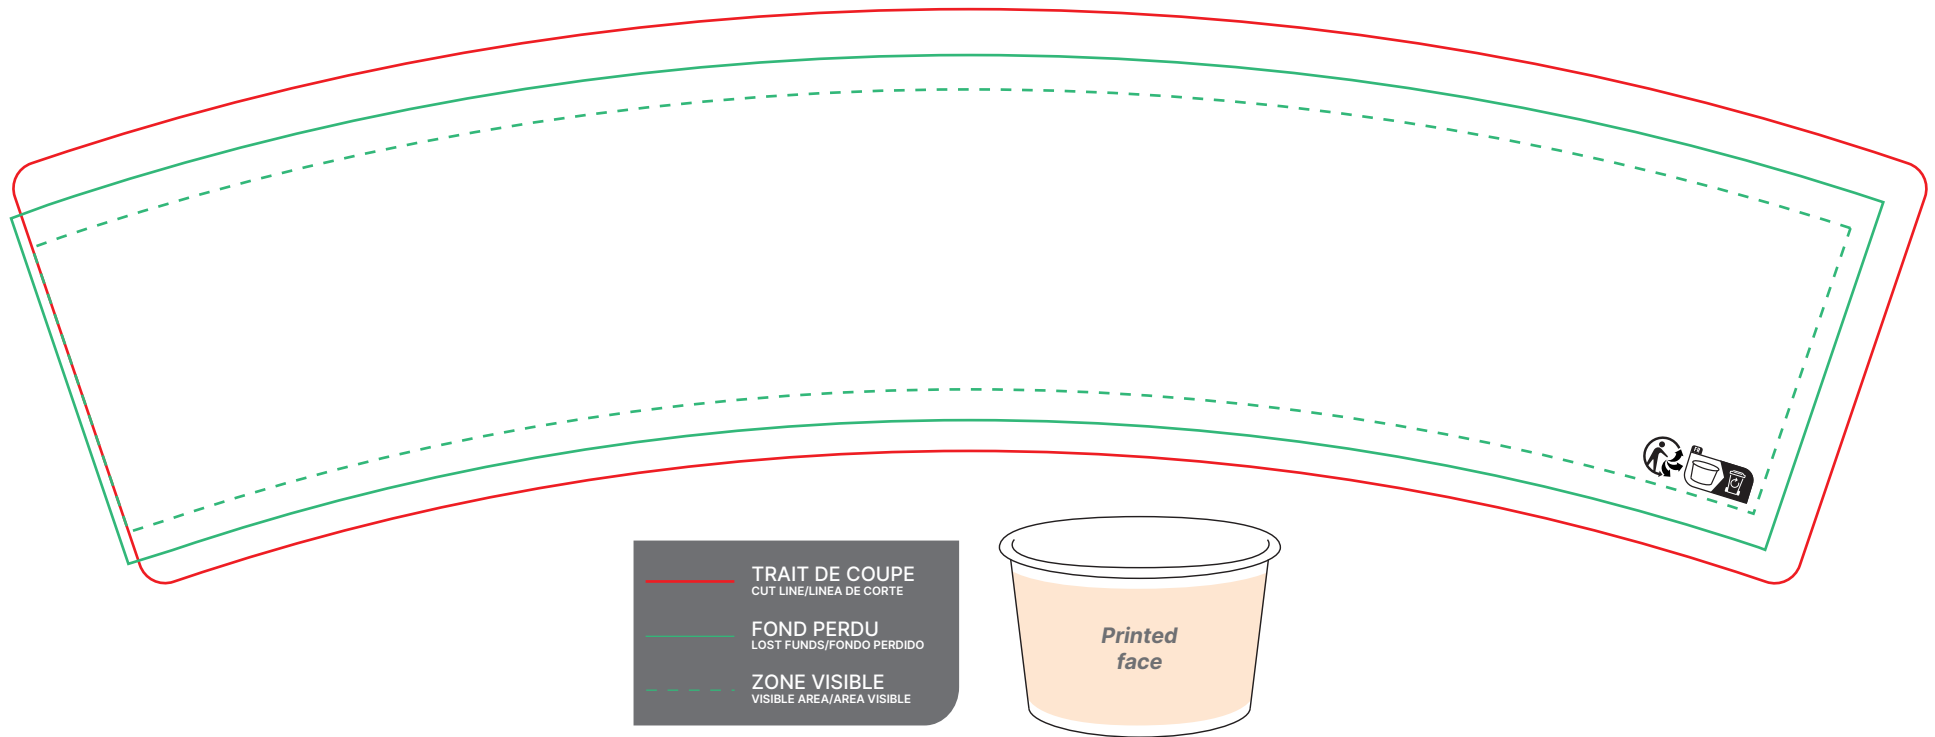 TRAIT DE COUPE
CUT LINE/LINEA DE CORTE
FOND PERDU
LOST FUNDS/FONDO PERDIDO
ZONE VISIBLE
VISIBLE AREA/AREA VISIBLE
Printed
face